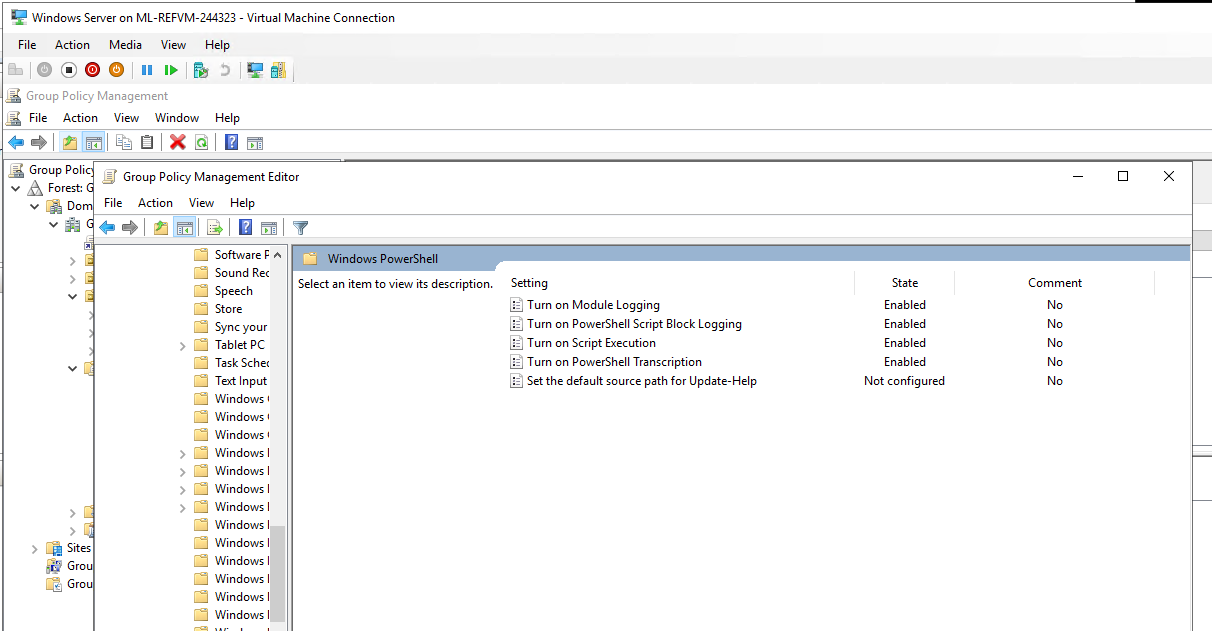 Windows Server on ML-REFVM-244323 - Virtual Machine Connection
File Action Media View Help
Group Policy Management
File Action View Window Help
Group Policy
Forest: G
Dom
G
Sites
Grou
Grou
Group Policy Management Editor
File Action View Help
Software P
Sound Rec
Speech
Store
Sync your
Tablet PC
Task Sched
Text Input
Windows
Windows
Windows
Windows
Windows
Windows
Windows
Windows
Windows
Windows
Windows
Windows
Windows
Windows
Windows PowerShell
Select an item to view its description.
Setting State Comment
Turn on Module Logging Enabled No
Turn on PowerShell Script Block Logging Enabled No
Turn on Script Execution Enabled No
Turn on PowerShell Transcription Enabled No
Set the default source path for Update-Help Not configured No